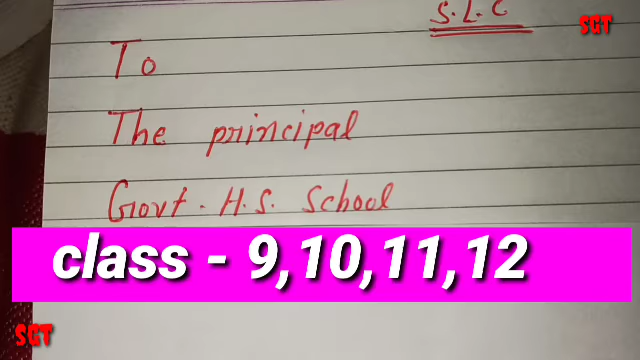 S.L.C
SGT
To
The principal
Govt. H.S. School
class - 9,10,11,12
SGT